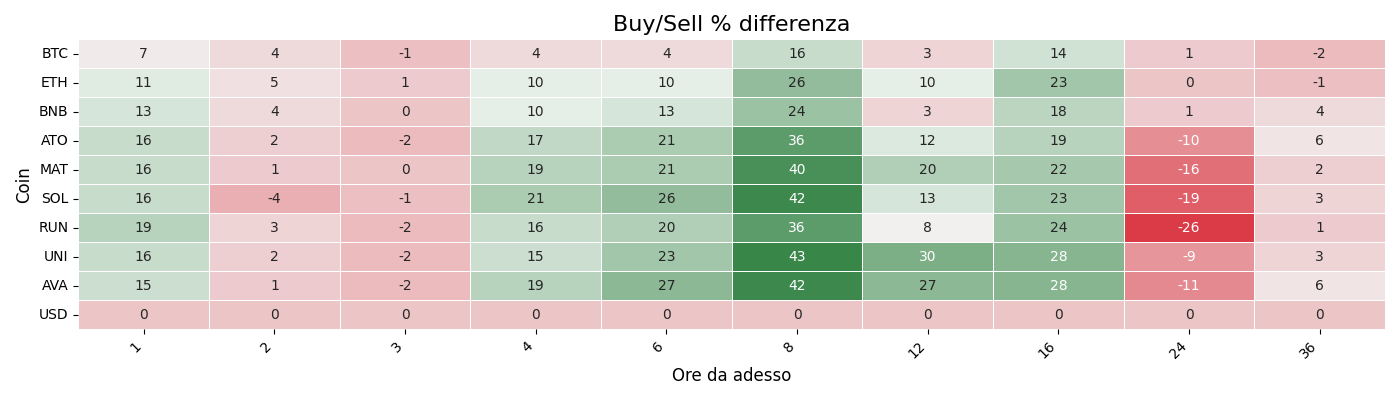 Buy/Sell % differenza
Coin
BTC 7 4 -1 4 4 16 3 14 1 -2
ETH 11 5 1 10 10 26 10 23 0 -1
BNB 13 4 0 10 13 24 3 18 1 4
ATO 16 2 -2 17 21 36 12 19 -10 6
MAT 16 1 0 19 21 40 20 22 -16 2
SOL 16 -4 -1 21 26 42 13 23 -19 3
RUN 19 3 -2 16 20 36 8 24 -26 1
UNI 16 2 -2 15 23 43 30 28 -9 3
AVA 15 1 -2 19 27 42 27 28 -11 6
USD 0 0 0 0 0 0 0 0 0 0
1 2 3 4 6 8 12 16 24 36
Ore da adesso